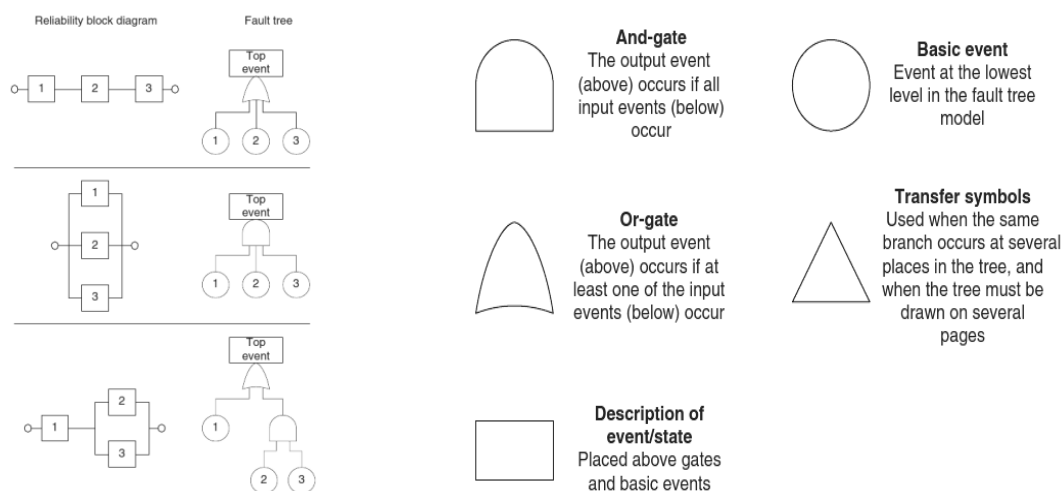 Reliability block diagram
Fault tree
1
2
3
Top
event
1
2
3
1
2
3
Top
event
1
2
3
1
2
3
Top
event
1
2
3
And-gate
The output event
(above) occurs if all
input events (below)
occur
Basic event
Event at the lowest
level in the fault tree
model
Or-gate
The output event
(above) occurs if at
least one of the input
events (below) occur
Transfer symbols
Used when the same
branch occurs at several
places in the tree, and
when the tree must be
drawn on several
pages
Description of
event/state
Placed above gates
and basic events